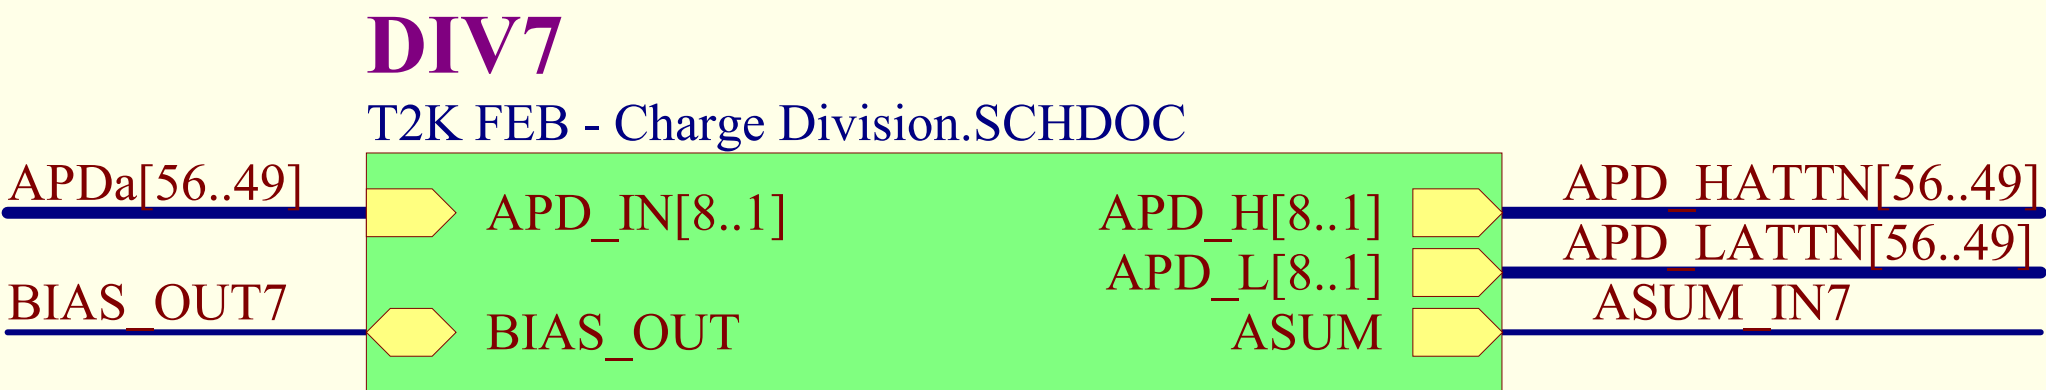 DIV7
T2K FEB - Charge Division.SCHDOC
APDa[56..49]
APD_IN[8..1]
APD_H[8..1]
APD_HATTN[56..49]
APD_L[8..1]
APD_LATTN[56..49]
BIAS_OUT7
BIAS_OUT
ASUM
ASUM_IN7